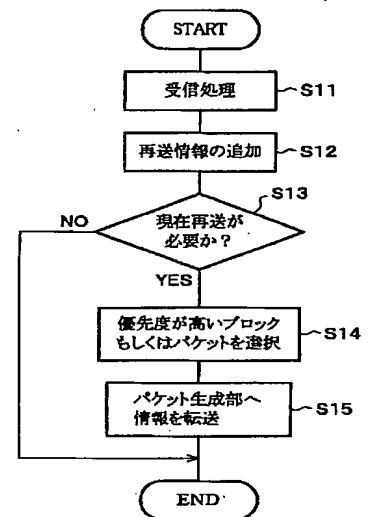 START
受信処理
S11
再送情報の追加
S12
S13
NO
現在再送が
必要か?
YES
優先度が高いブロック
もしくはパケットを選択
S14
パケット生成部へ
情報を転送
S15
END